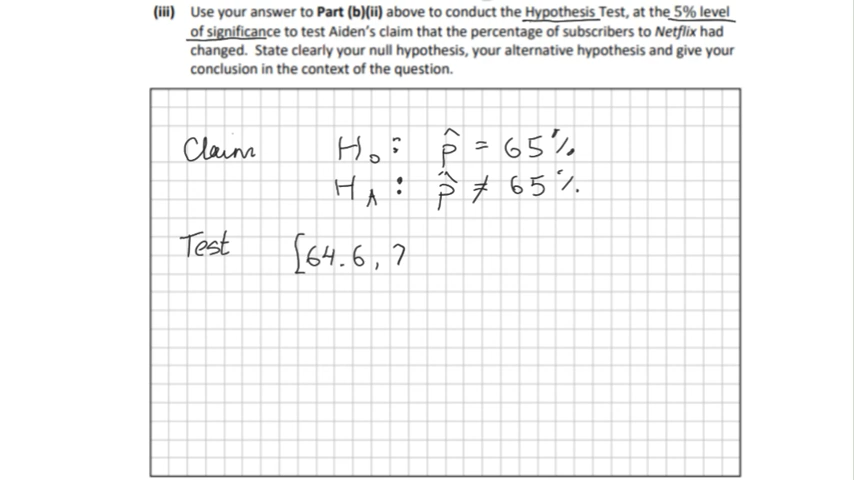 (iii) Use your answer to Part (b)(ii) above to conduct the Hypothesis Test, at the 5% level
of significance to test Aiden's claim that the percentage of subscribers to Netflix had
changed. State clearly your null hypothesis, your alternative hypothesis and give your
conclusion in the context of the question.
Claim H₀ : p̂ = 65%
H_A : p̂ ≠ 65%
Test [64.6, 7